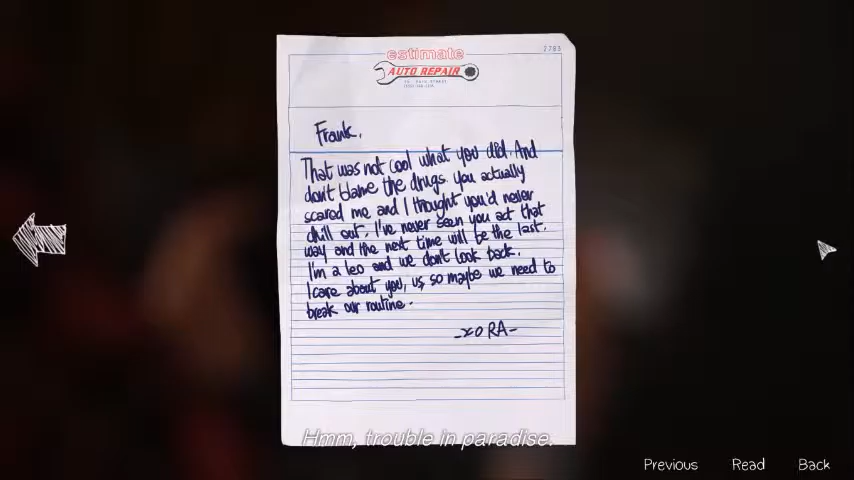 2783
estimate
AUTO REPAIR
Frank,
That was not cool what you did. And
don't blame the drugs. you actually
scared me and I thought you'd never
chill out. I've never seen you act that
way and the next time will be the last.
I'm a leo and we don't look back.
I care about you, us, so maybe we need to
break our routine.
-xo RA-
Hmm, trouble in paradise.
Previous
Read
Back